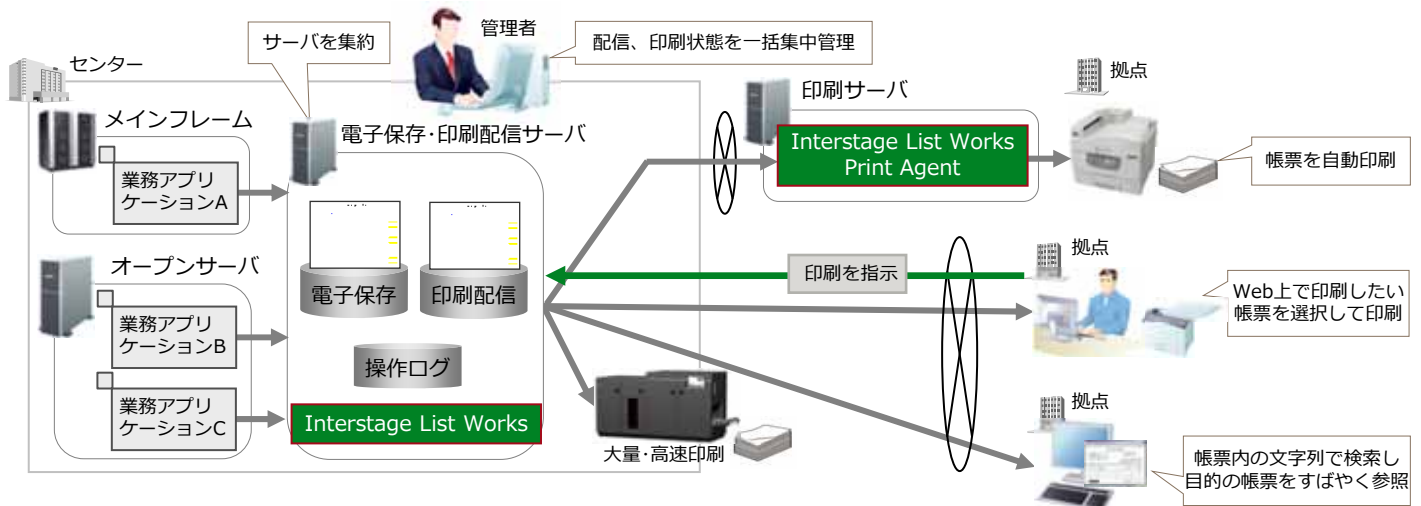 管理者
サーバを集約
配信、印刷状態を一括集中管理
センター
メインフレーム
業務アプリ
ケーションA
電子保存・印刷配信サーバ
印刷サーバ
Interstage List Works
Print Agent
拠点
帳票を自動印刷
オープンサーバ
業務アプリ
ケーションB
業務アプリ
ケーションC
電子保存
印刷配信
操作ログ
Interstage List Works
印刷を指示
拠点
Web上で印刷したい
帳票を選択して印刷
大量・高速印刷
拠点
帳票内の文字列で検索し
目的の帳票をすばやく参照